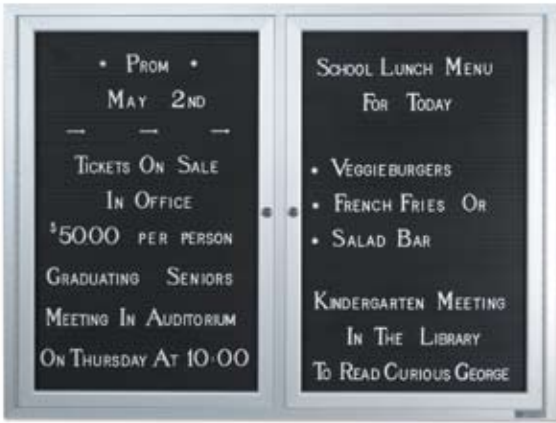 • PROM •
MAY 2ND
— — —
TICKETS ON SALE
IN OFFICE
$50.00 PER PERSON
GRADUATING SENIORS
MEETING IN AUDITORIUM
ON THURSDAY AT 10:00
SCHOOL LUNCH MENU
FOR TODAY
• VEGGIEBURGERS
• FRENCH FRIES OR
• SALAD BAR
KINDERGARTEN MEETING
IN THE LIBRARY
TO READ CURIOUS GEORGE